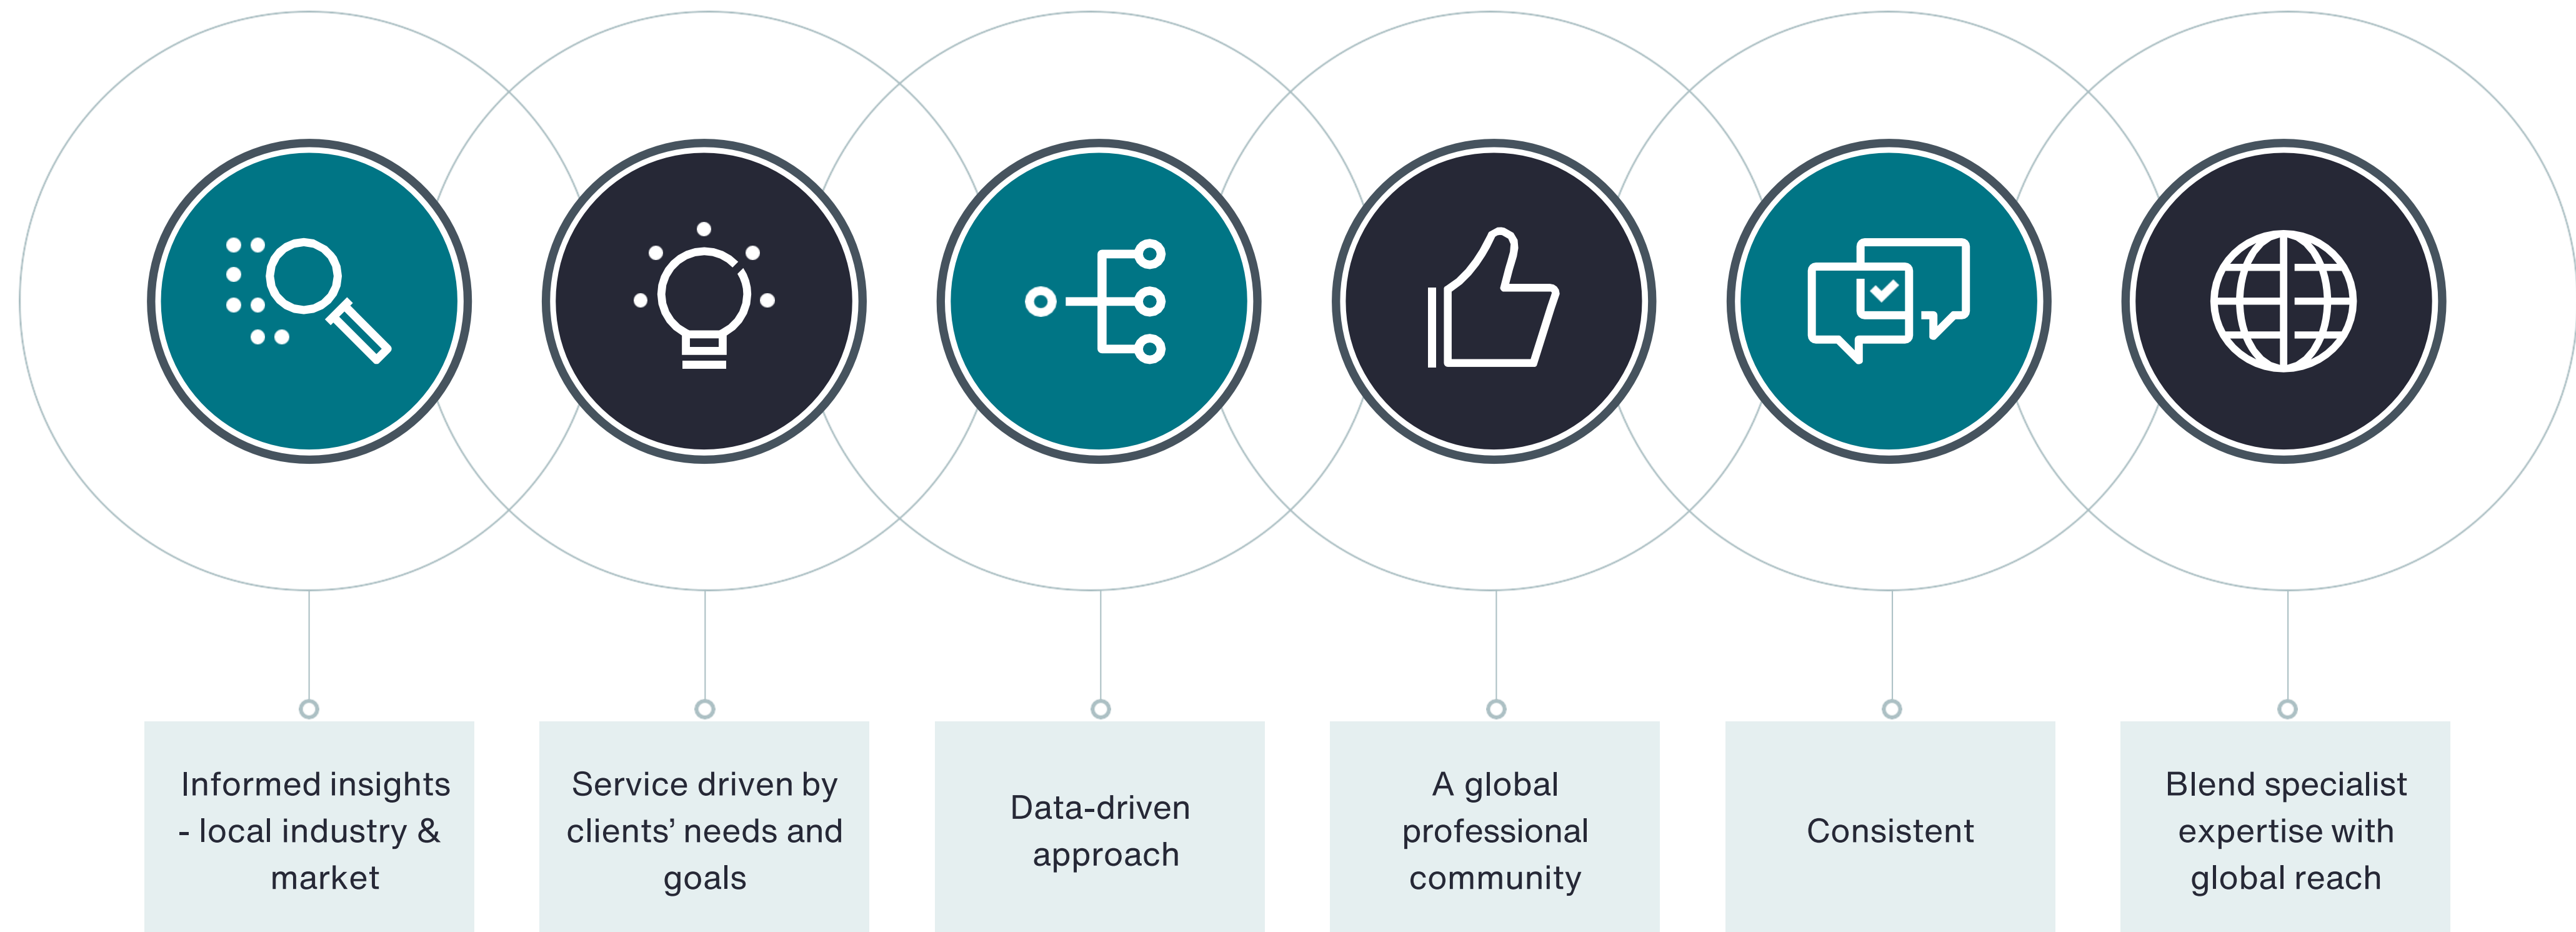 Informed insights
- local industry &
market
Service driven by
clients’ needs and
goals
Data-driven
approach
A global
professional
community
Consistent
Blend specialist
expertise with
global reach